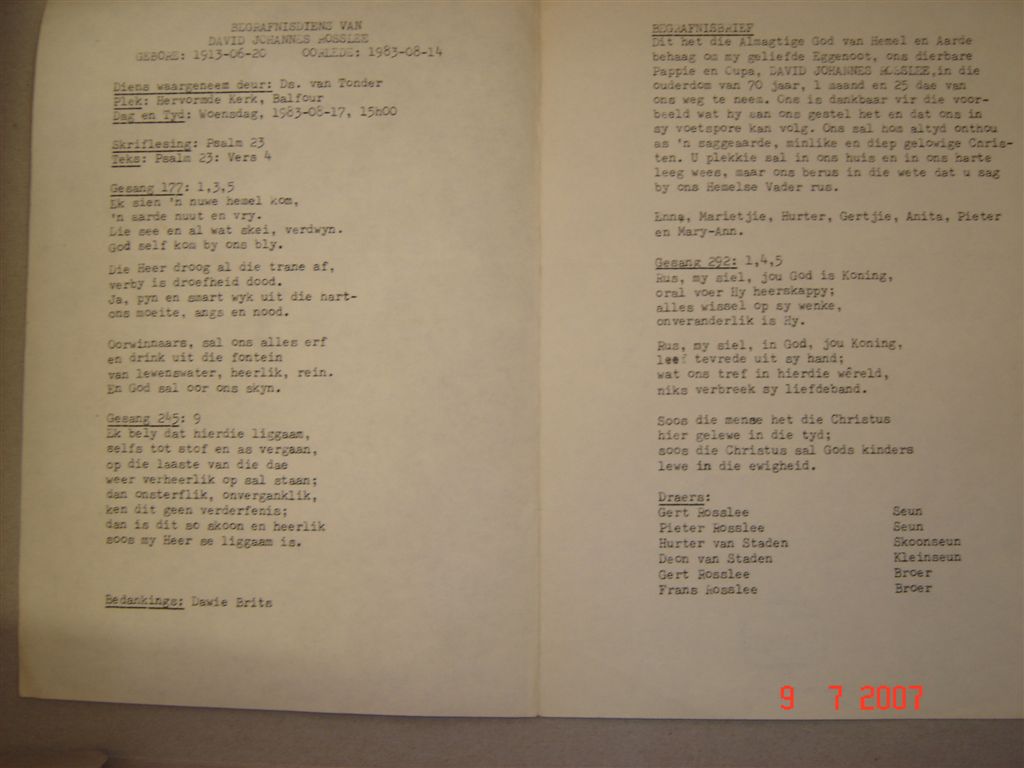 BEGRAFNISDIENS VAN
DAVID JOHANNES ROSSLEE
GEBORE: 1913-06-20 OORLEDE: 1983-08-14
Diens waargeneem deur: Ds. van Tonder
Plek: Hervormde Kerk, Balfour
Dag en Tyd: Woensdag, 1983-08-17, 15h00
Skriflesing: Psalm 23
Teks: Psalm 23: Vers 4
Gesang 177: 1,3,5
Ek sien 'n nuwe hemel kom,
'n aarde nuut en vry.
Die see en al wat skei, verdwyn.
God self kom by ons bly.
Die Heer droog al die trane af,
verby is droefheid dood.
Ja, pyn en smart wyk uit die hart-
ons moeite, angs en nood.
Oorwinnaars, sal ons alles erf
en drink uit die fontein
van lewenswater, heerlik, rein.
En God sal oor ons skyn.
Gesang 245: 9
Ek bely dat hierdie liggaam,
selfs tot stof en as vergaan,
op die laaste van die dae
weer verheerlik op sal staan;
dan onsterflik, onverganklik,
ken dit geen verderfenis;
dan is dit so skoon en heerlik
soos my Heer se liggaam is.
Bedankings: Dawie Brits
BEGRAFNISBRIEF
Dit het die Almagtige God van Hemel en Aarde
behaag om my geliefde Eggenoot, ons dierbare
Pappie en Oupa, DAVID JOHANNES ROSSLEE,in die
ouderdom van 70 jaar, 1 maand en 25 dae van
ons weg te neem. Ons is dankbaar vir die voor-
beeld wat hy aan ons gestel het en dat ons in
sy voetspore kan volg. Ons sal hom altyd onthou
as 'n saggeaarde, minlike en diep gelowige Chris-
ten. U plekkie sal in ons huis en in ons harte
leeg wees, maar ons berus in die wete dat u sag
by ons Hemelse Vader rus.
Enna, Marietjie, Hurter, Gertjie, Anita, Pieter
en Mary-Ann.
Gesang 292: 1,4,5
Rus, my siel, jou God is Koning,
oral voer Hy heerskappy;
alles wissel op sy wenke,
onveranderlik is Hy.
Rus, my siel, in God, jou Koning,
leef tevrede uit sy hand;
wat ons tref in hierdie wêreld,
niks verbreek sy liefdeband.
Soos die mense het die Christus
hier gelewe in die tyd;
soos die Christus sal Gods kinders
lewe in die ewigheid.
Draers:
Gert Rosslee Seun
Pieter Rosslee Seun
Hurter van Staden Skoonseun
Deon van Staden Kleinseun
Gert Rosslee Broer
Frans Rosslee Broer
9 7 2007